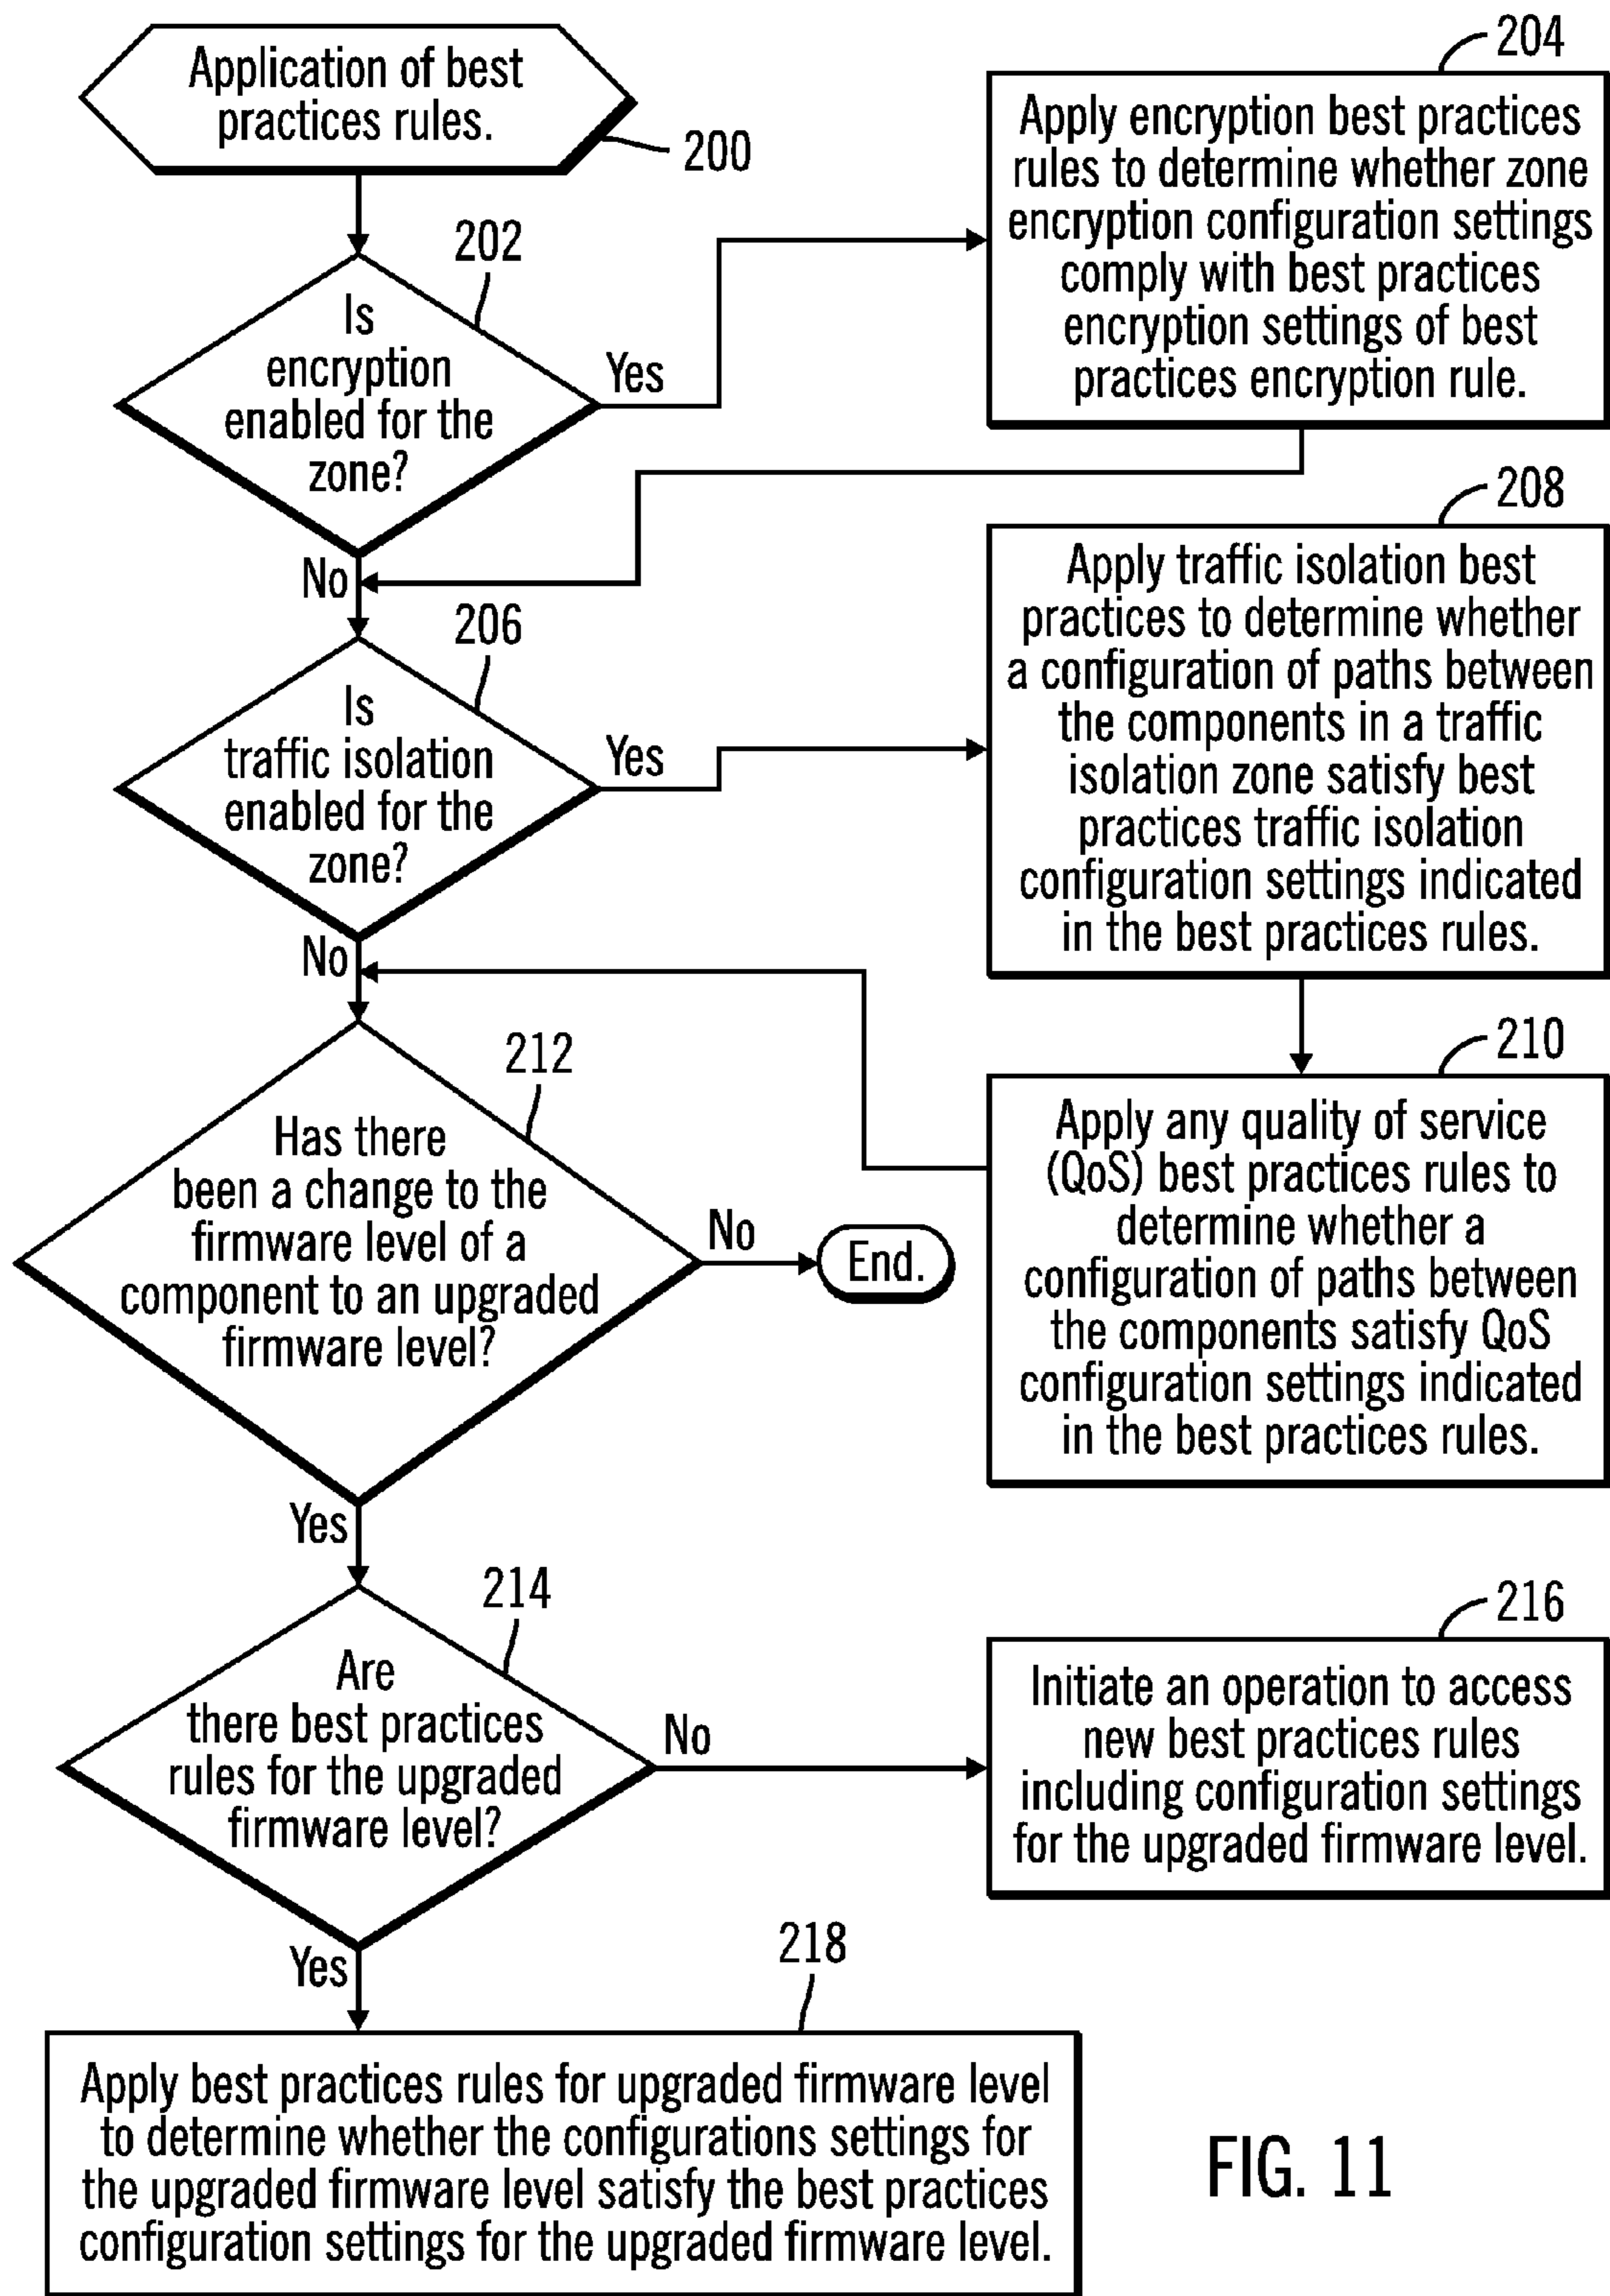 Application of best
practices rules.
200
202
Is
encryption
enabled for the
zone?
Yes
No
204
Apply encryption best practices
rules to determine whether zone
encryption configuration settings
comply with best practices
encryption settings of best
practices encryption rule.
206
Is
traffic isolation
enabled for the
zone?
Yes
No
208
Apply traffic isolation best
practices to determine whether
a configuration of paths between
the components in a traffic
isolation zone satisfy best
practices traffic isolation
configuration settings indicated
in the best practices rules.
210
Apply any quality of service
(QoS) best practices rules to
determine whether a
configuration of paths between
the components satisfy QoS
configuration settings indicated
in the best practices rules.
212
Has there
been a change to the
firmware level of a
component to an upgraded
firmware level?
No
End.
Yes
214
Are
there best practices
rules for the upgraded
firmware level?
No
216
Initiate an operation to access
new best practices rules
including configuration settings
for the upgraded firmware level.
Yes
218
Apply best practices rules for upgraded firmware level
to determine whether the configurations settings for
the upgraded firmware level satisfy the best practices
configuration settings for the upgraded firmware level.
FIG. 11